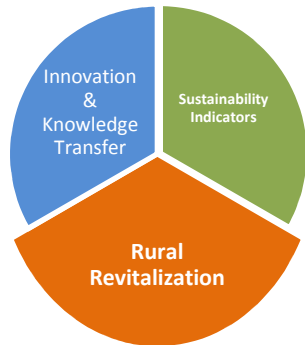 Innovation
&
Knowledge
Transfer
Sustainability
Indicators
Rural
Revitalization